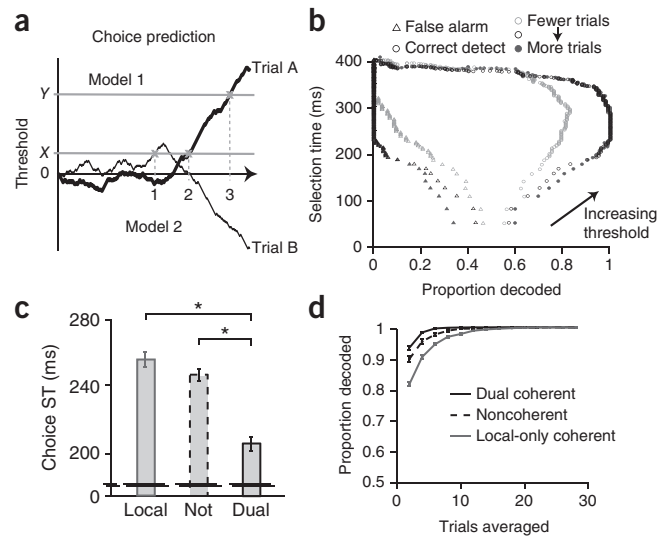 a
Choice prediction
Model 1
Trial A
Y
X
0
Threshold
1
2
3
Model 2
Trial B
b
False alarm
Correct detect
Fewer trials
More trials
Selection time (ms)
400
300
200
100
0
0
0.2
0.4
0.6
0.8
1
Increasing
threshold
Proportion decoded
c
Choice ST (ms)
280
240
200
0
*
*
Local
Not
Dual
d
Proportion decoded
1
0.9
0.8
0.7
0.6
0.5
Dual coherent
Noncoherent
Local-only coherent
0
10
20
30
Trials averaged